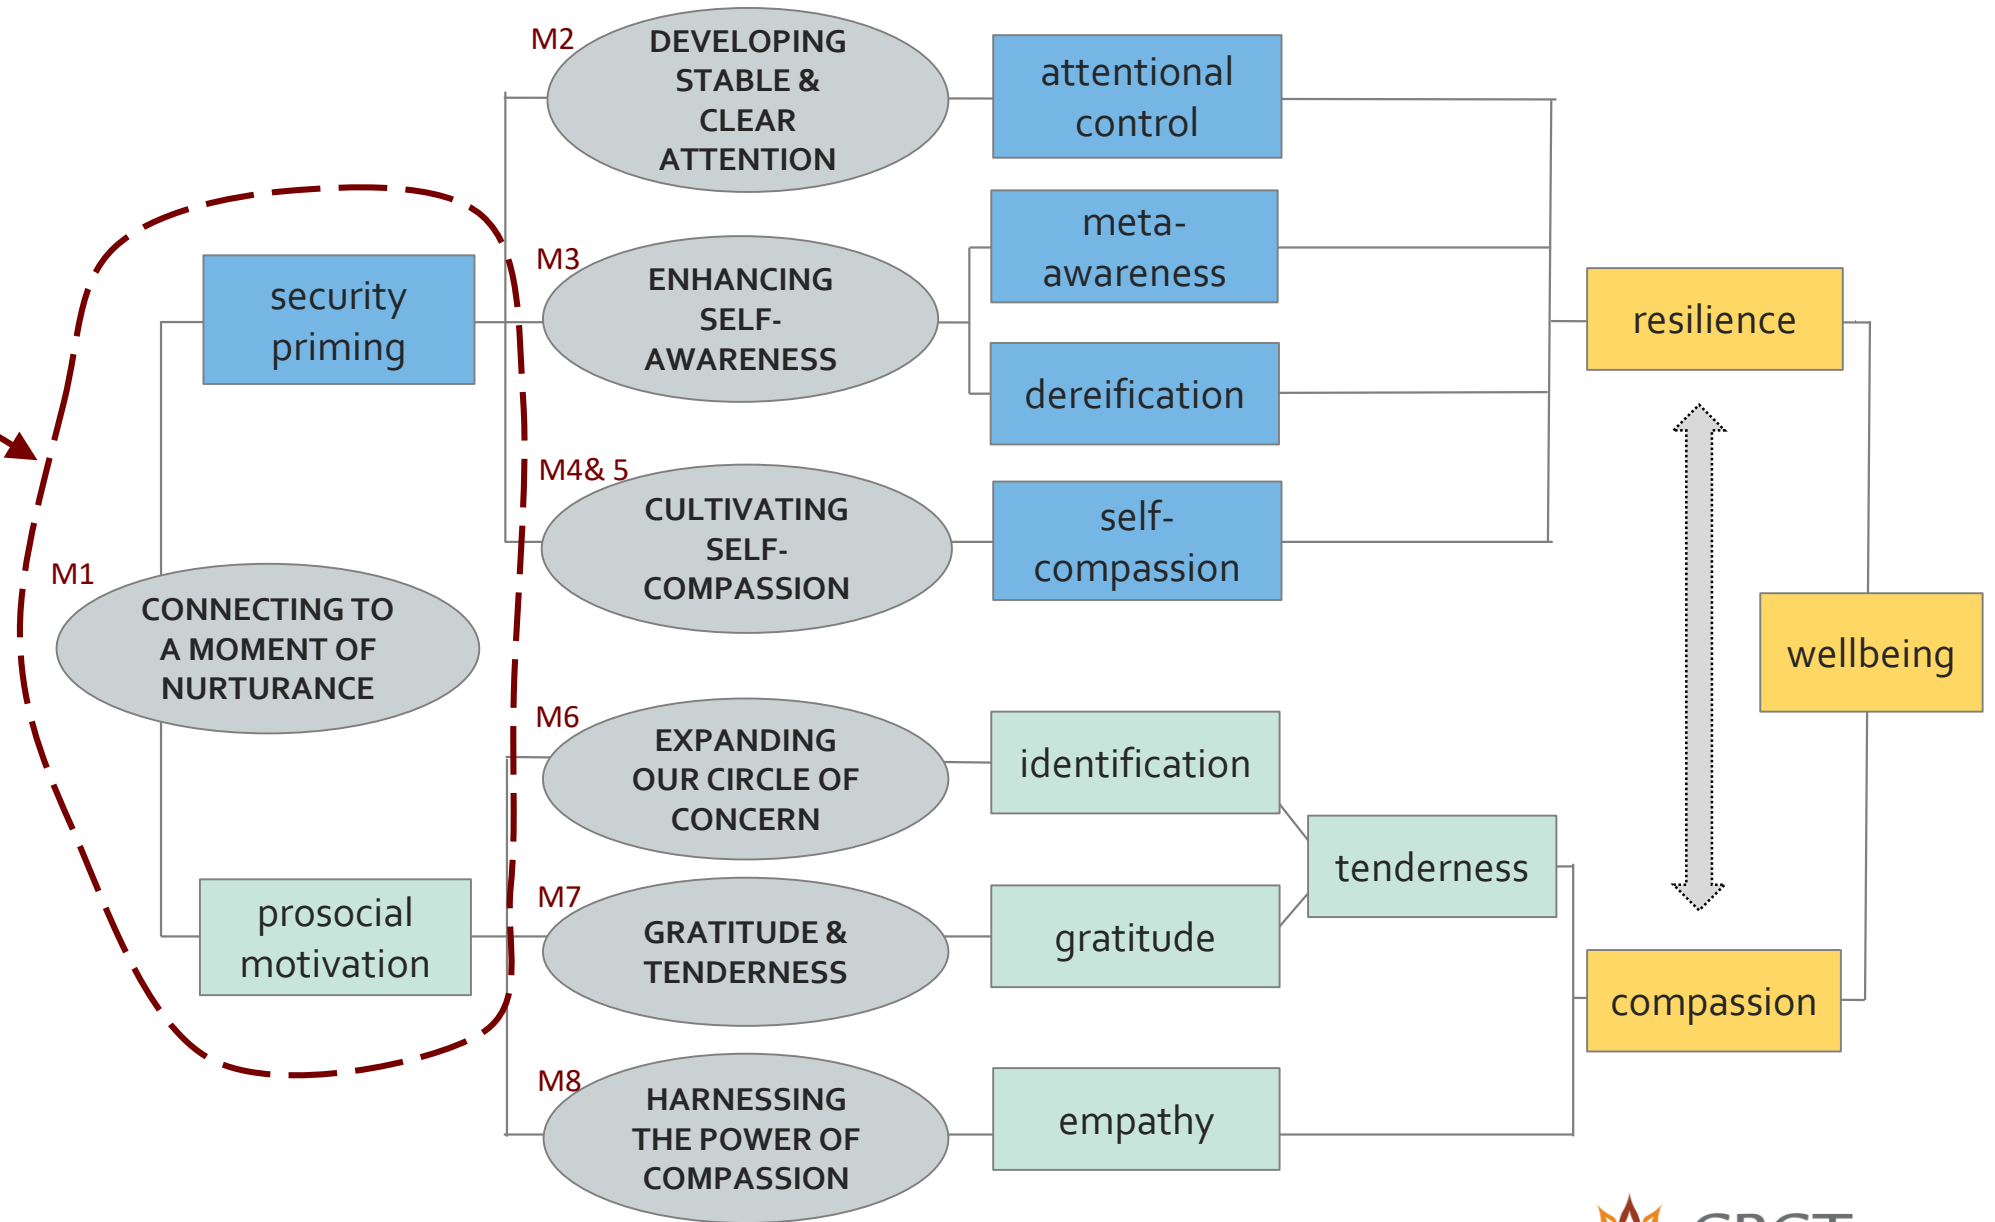 M2
DEVELOPING
STABLE &
CLEAR
ATTENTION
attentional
control
M3
ENHANCING
SELF-
AWARENESS
meta-
awareness
dereification
security
priming
resilience
M4& 5
CULTIVATING
SELF-
COMPASSION
self-
compassion
M1
CONNECTING TO
A MOMENT OF
NURTURANCE
wellbeing
M6
EXPANDING
OUR CIRCLE OF
CONCERN
identification
tenderness
prosocial
motivation
M7
GRATITUDE &
TENDERNESS
gratitude
compassion
M8
HARNESSING
THE POWER OF
COMPASSION
empathy